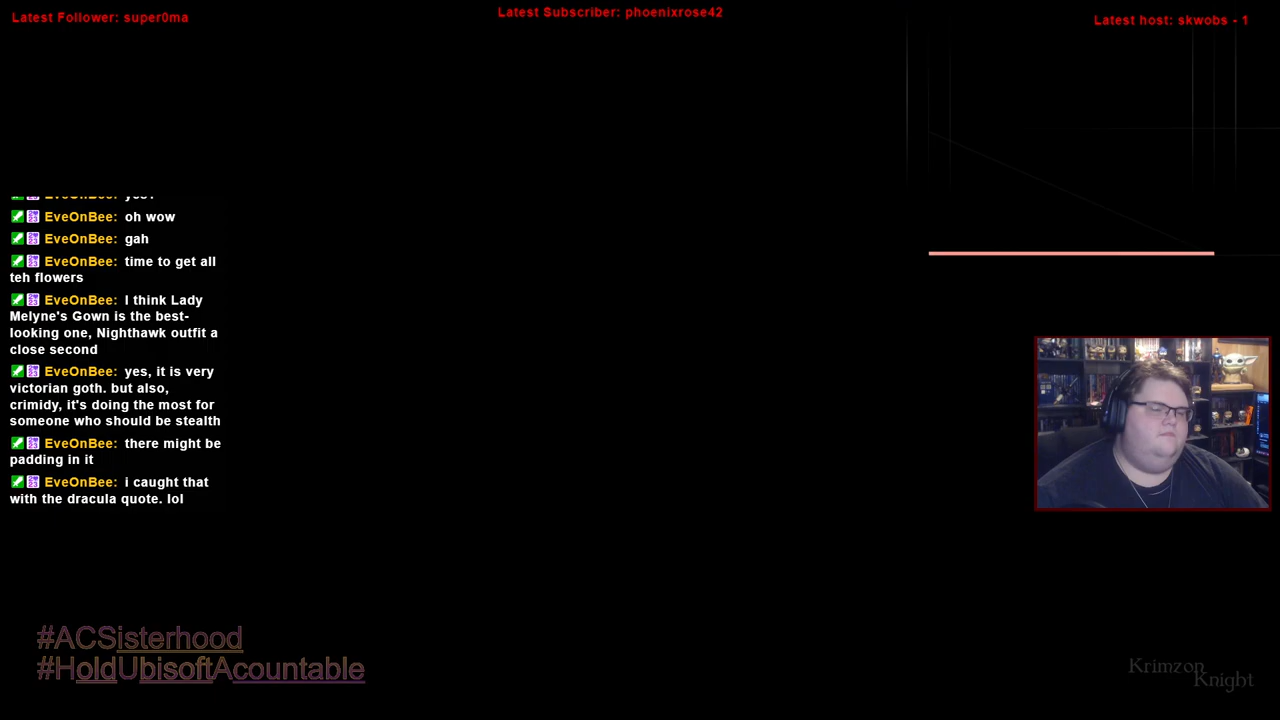 Latest Follower: super0ma
Latest Subscriber: phoenixrose42
Latest host: skwobs - 1
EveOnBee: yes!
EveOnBee: oh wow
EveOnBee: gah
EveOnBee: time to get all
teh flowers
EveOnBee: I think Lady
Melyne's Gown is the best-
looking one, Nighthawk outfit a
close second
EveOnBee: yes, it is very
victorian goth. but also,
crimidy, it's doing the most for
someone who should be stealth
EveOnBee: there might be
padding in it
EveOnBee: i caught that
with the dracula quote. lol
#ACSisterhood
#HoldUbisoftAcountable
Krimzon
Knight